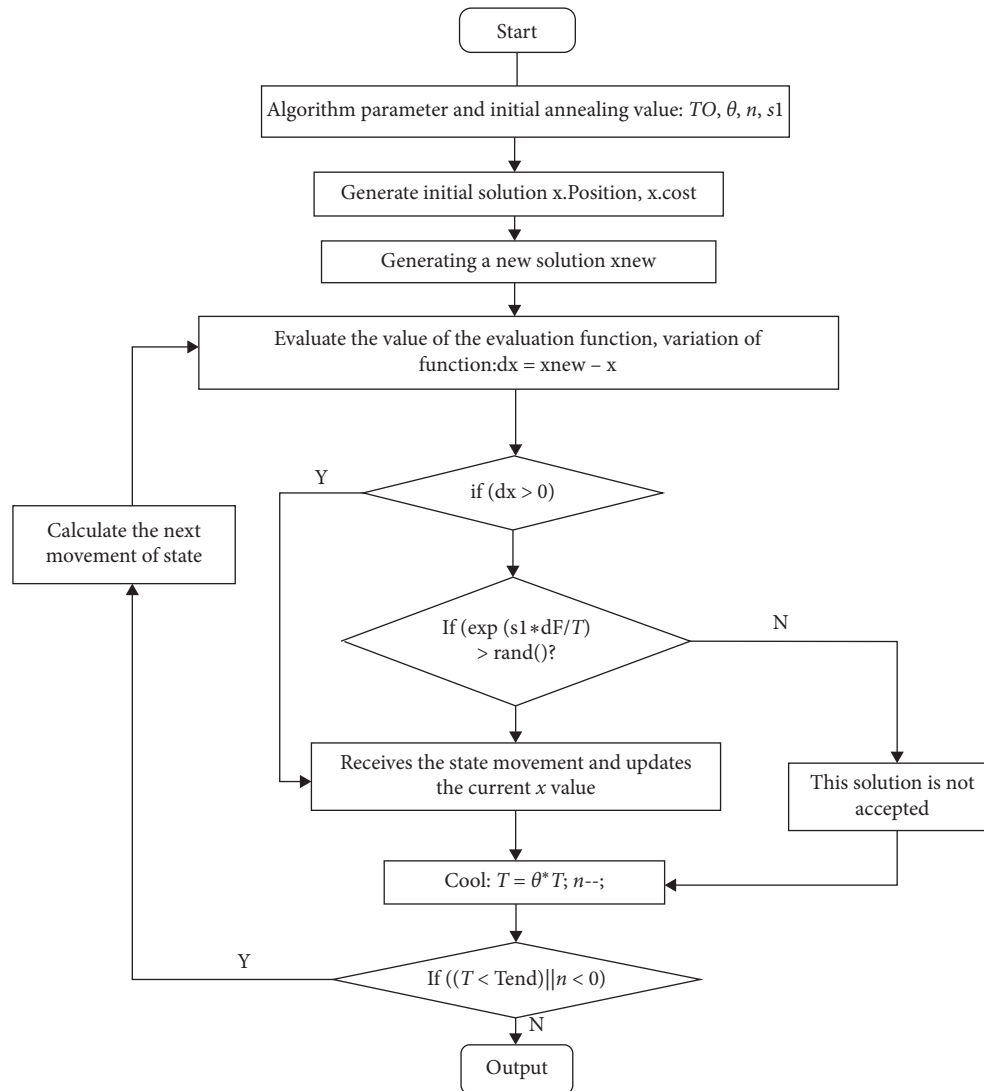 Start
Algorithm parameter and initial annealing value: TO, θ, n, s1
Generate initial solution x.Position, x.cost
Generating a new solution xnew
Evaluate the value of the evaluation function, variation of
function:dx = xnew – x
Y
if (dx > 0)
Calculate the next
movement of state
If (exp (s1*dF/T)
> rand()?
N
Receives the state movement and updates
the current x value
This solution is not
accepted
Cool: T = θ*T; n--;
Y
If ((T < Tend)||n < 0)
N
Output